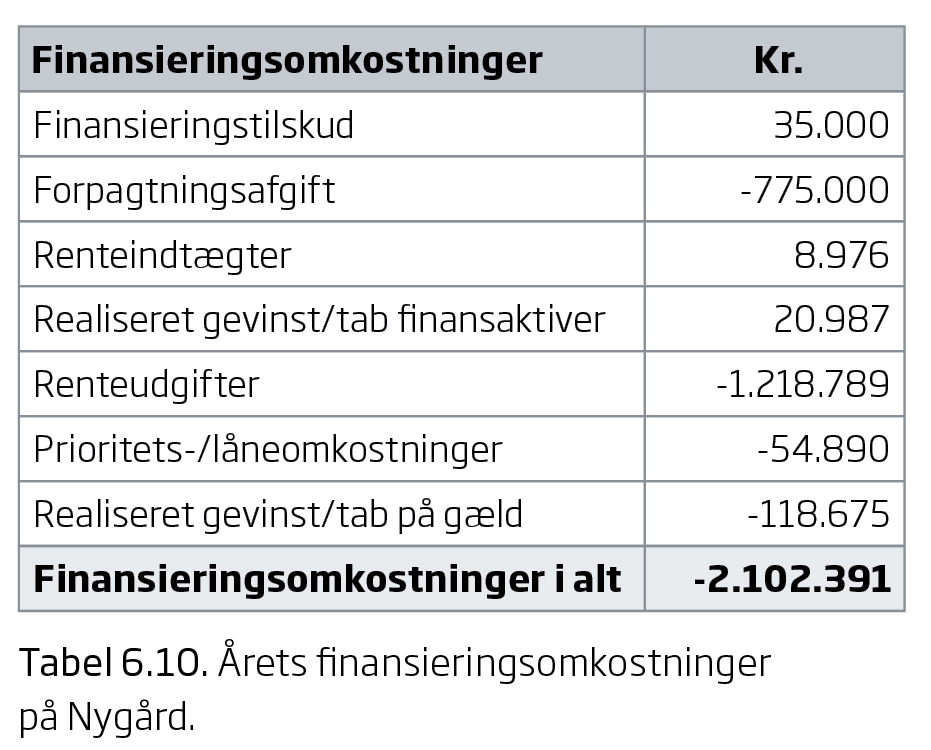 Finansieringsomkostninger Kr.
Finansieringstilskud 35.000
Forpagtningsafgift -775.000
Renteindtægter 8.976
Realiseret gevinst/tab finansaktiver 20.987
Renteudgifter -1.218.789
Prioritets-/låneomkostninger -54.890
Realiseret gevinst/tab på gæld -118.675
Finansieringsomkostninger i alt -2.102.391
Tabel 6.10. Årets finansieringsomkostninger
på Nygård.